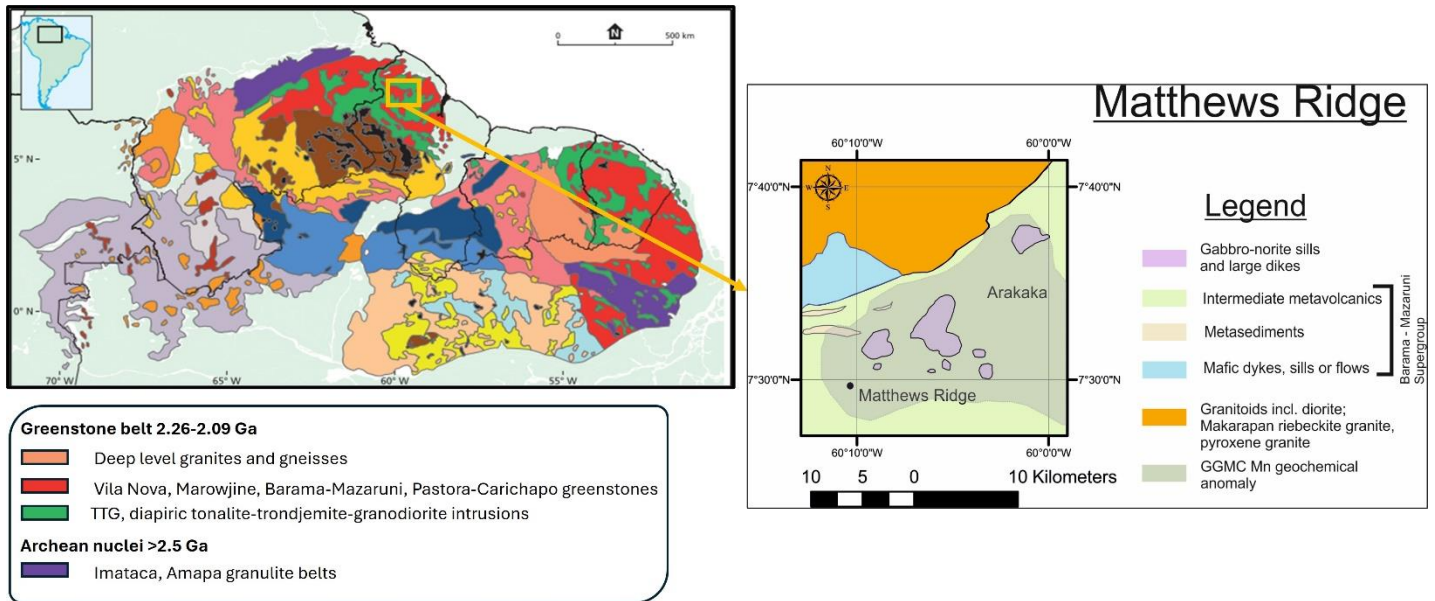 N
0
500 km
5° N
0° N
70° W
65° W
60° W
55° W
Greenstone belt 2.26-2.09 Ga
Deep level granites and gneisses
Vila Nova, Marowjine, Barama-Mazaruni, Pastora-Carichapo greenstones
TTG, diapiric tonalite-trondjemite-granodiorite intrusions
Archean nuclei >2.5 Ga
Imataca, Amapa granulite belts
Matthews Ridge
60°10'0"W
60°0'0"W
N
W
E
S
7°40'0"N
7°40'0"N
Arakaka
7°30'0"N
7°30'0"N
Matthews Ridge
60°10'0"W
60°0'0"W
10
5
0
10 Kilometers
Legend
Gabbro-norite sills
and large dikes
Intermediate metavolcanics
Metasediments
Mafic dykes, sills or flows
Barama - Mazaruni
Supergroup
Granitoids incl. diorite;
Makarapan riebeckite granite,
pyroxene granite
GGMC Mn geochemical
anomaly